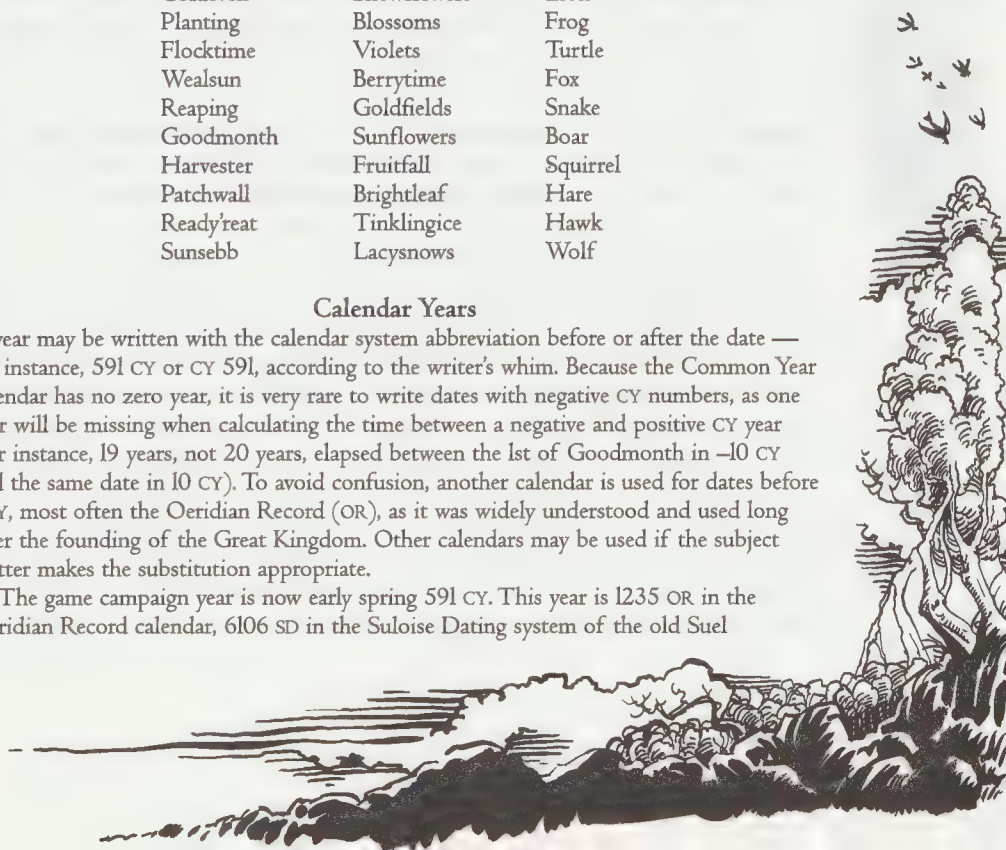 Planting Blossoms Frog
Flocktime Violets Turtle
Wealsun Berrytime Fox
Reaping Goldfields Snake
Goodmonth Sunflowers Boar
Harvester Fruitfall Squirrel
Patchwall Brightleaf Hare
Ready'reat Tinklingice Hawk
Sunsebb Lacysnows Wolf
Calendar Years
year may be written with the calendar system abbreviation before or after the date —
instance, 591 CY or CY 591, according to the writer's whim. Because the Common Year
endar has no zero year, it is very rare to write dates with negative CY numbers, as one
r will be missing when calculating the time between a negative and positive CY year
r instance, 19 years, not 20 years, elapsed between the 1st of Goodmonth in –10 CY
the same date in 10 CY). To avoid confusion, another calendar is used for dates before
Y, most often the Oeridian Record (OR), as it was widely understood and used long
er the founding of the Great Kingdom. Other calendars may be used if the subject
tter makes the substitution appropriate.
The game campaign year is now early spring 591 CY. This year is 1235 OR in the
ridian Record calendar, 6106 SD in the Suloise Dating system of the old Suel